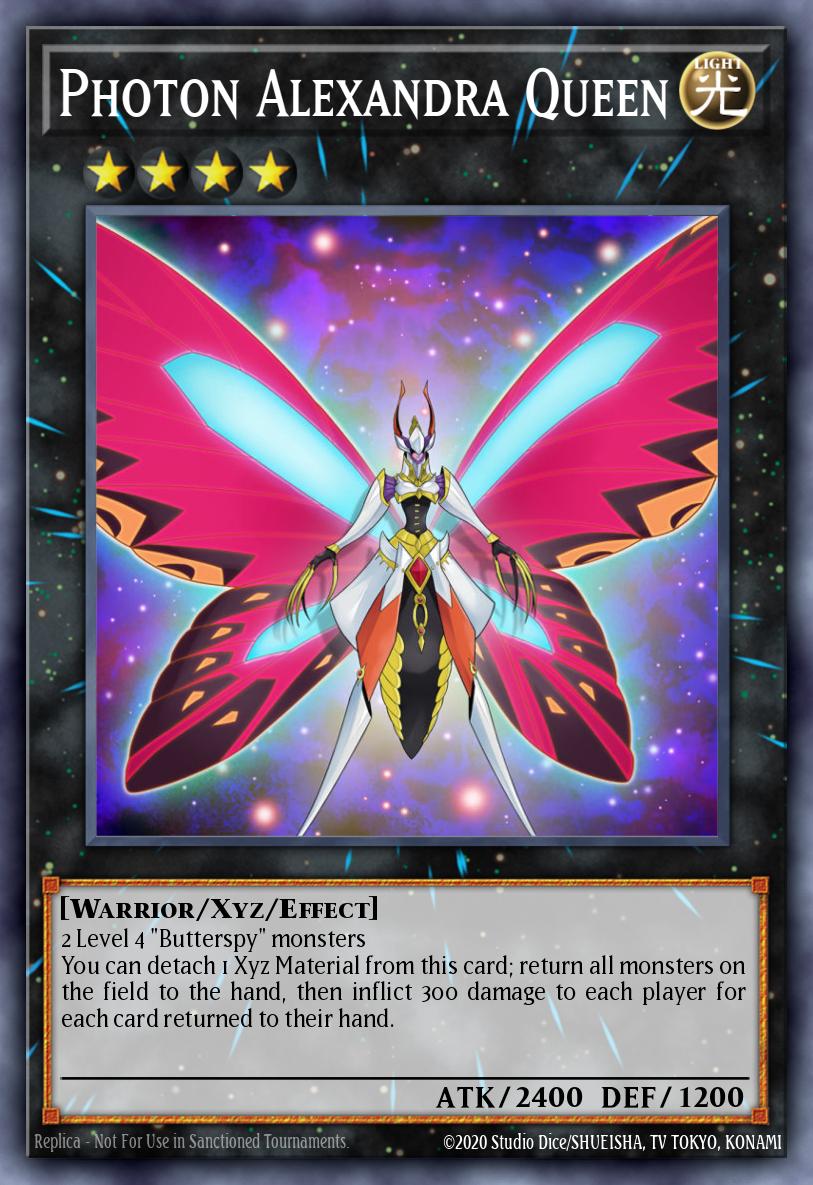 Photon Alexandra Queen
LIGHT
光
[Warrior/Xyz/Effect]
2 Level 4 "Butterspy" monsters
You can detach 1 Xyz Material from this card; return all monsters on
the field to the hand, then inflict 300 damage to each player for
each card returned to their hand.
ATK/2400 DEF/1200
Replica - Not For Use in Sanctioned Tournaments.
©2020 Studio Dice/SHUEISHA, TV TOKYO, KONAMI